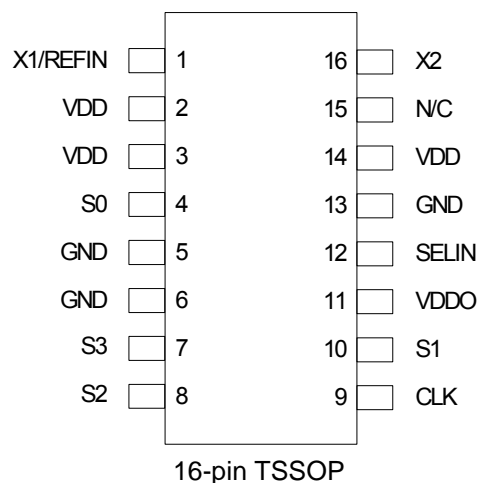 X1/REFIN 1 16 X2
VDD 2 15 N/C
VDD 3 14 VDD
S0 4 13 GND
GND 5 12 SELIN
GND 6 11 VDDO
S3 7 10 S1
S2 8 9 CLK
16-pin TSSOP